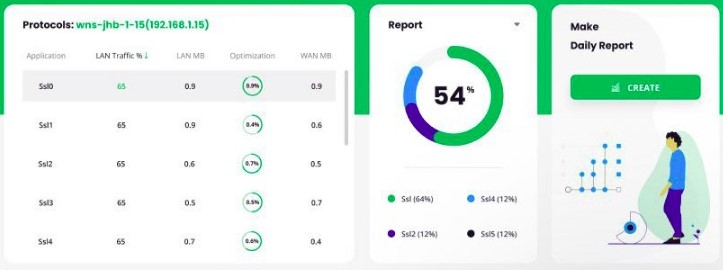 Protocols: wns-jhb-1-15(192.168.1.15)
Application LAN Traffic % ↓ LAN MB Optimization WAN MB
Ssl0 65 0.9 0.9% 0.9
Ssl1 65 0.9 0.4% 0.6
Ssl2 65 0.6 0.7% 0.5
Ssl3 65 0.5 0.5% 0.7
Ssl4 65 0.7 0.6% 0.4
Report
54%
Ssl (64%) Ssl4 (12%)
Ssl2 (12%) Ssl5 (12%)
Make
Daily Report
CREATE